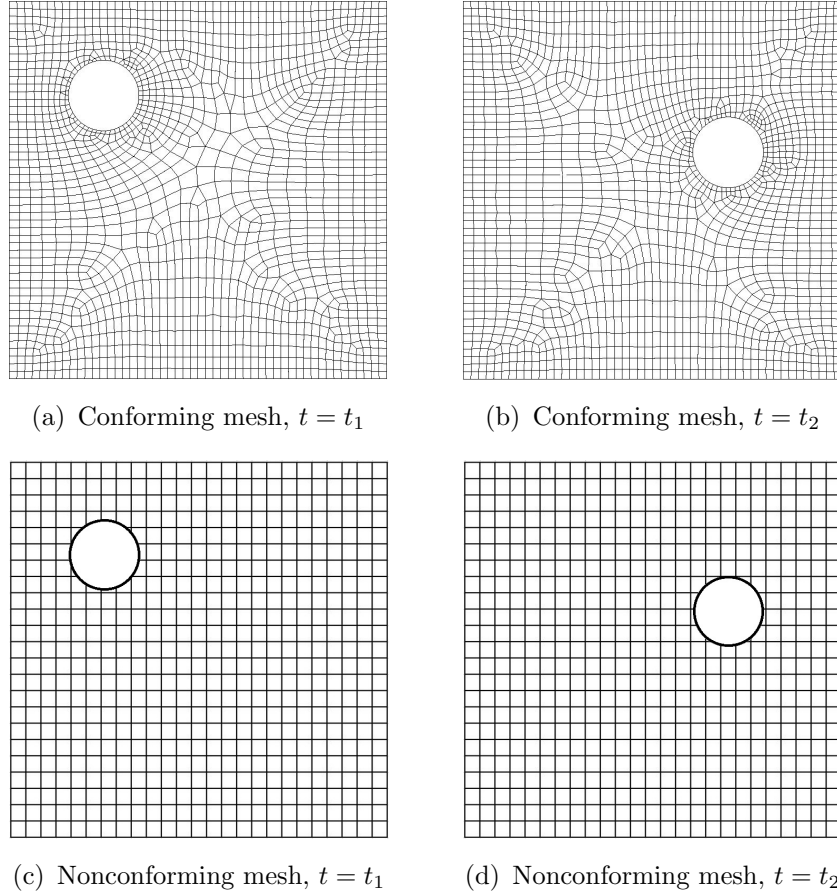 (a) Conforming mesh, t = t₁
(b) Conforming mesh, t = t₂
(c) Nonconforming mesh, t = t₁
(d) Nonconforming mesh, t = t₂